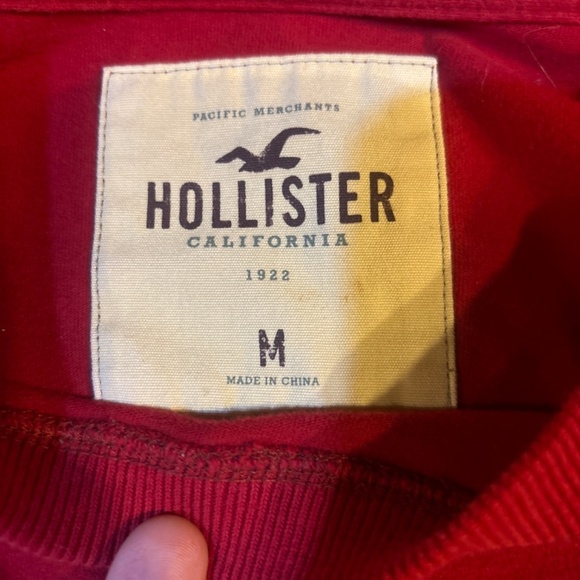 PACIFIC MERCHANTS
HOLLISTER
CALIFORNIA
1922
M
MADE IN CHINA